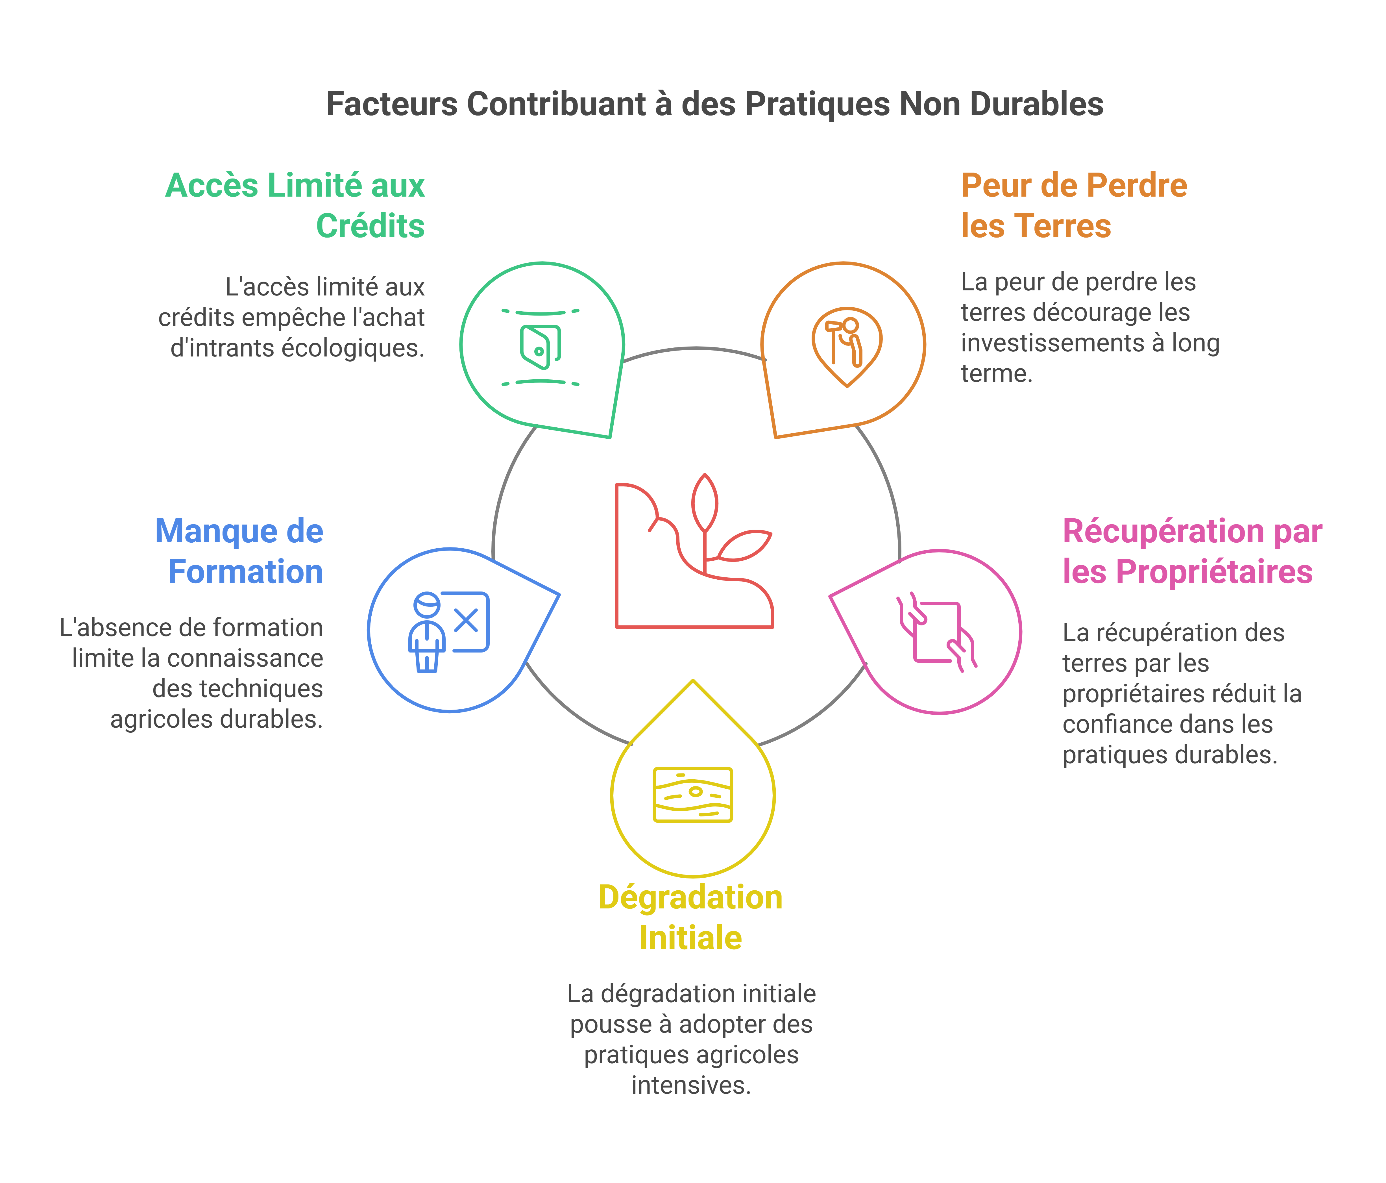 Facteurs Contribuant à des Pratiques Non Durables
Accès Limité aux
Crédits
L'accès limité aux
crédits empêche l'achat
d'intrants écologiques.
Peur de Perdre
les Terres
La peur de perdre les
terres décourage les
investissements à long
terme.
Manque de
Formation
L'absence de formation
limite la connaissance
des techniques
agricoles durables.
Récupération par
les Propriétaires
La récupération des
terres par les
propriétaires réduit la
confiance dans les
pratiques durables.
Dégradation
Initiale
La dégradation initiale
pousse à adopter des
pratiques agricoles
intensives.